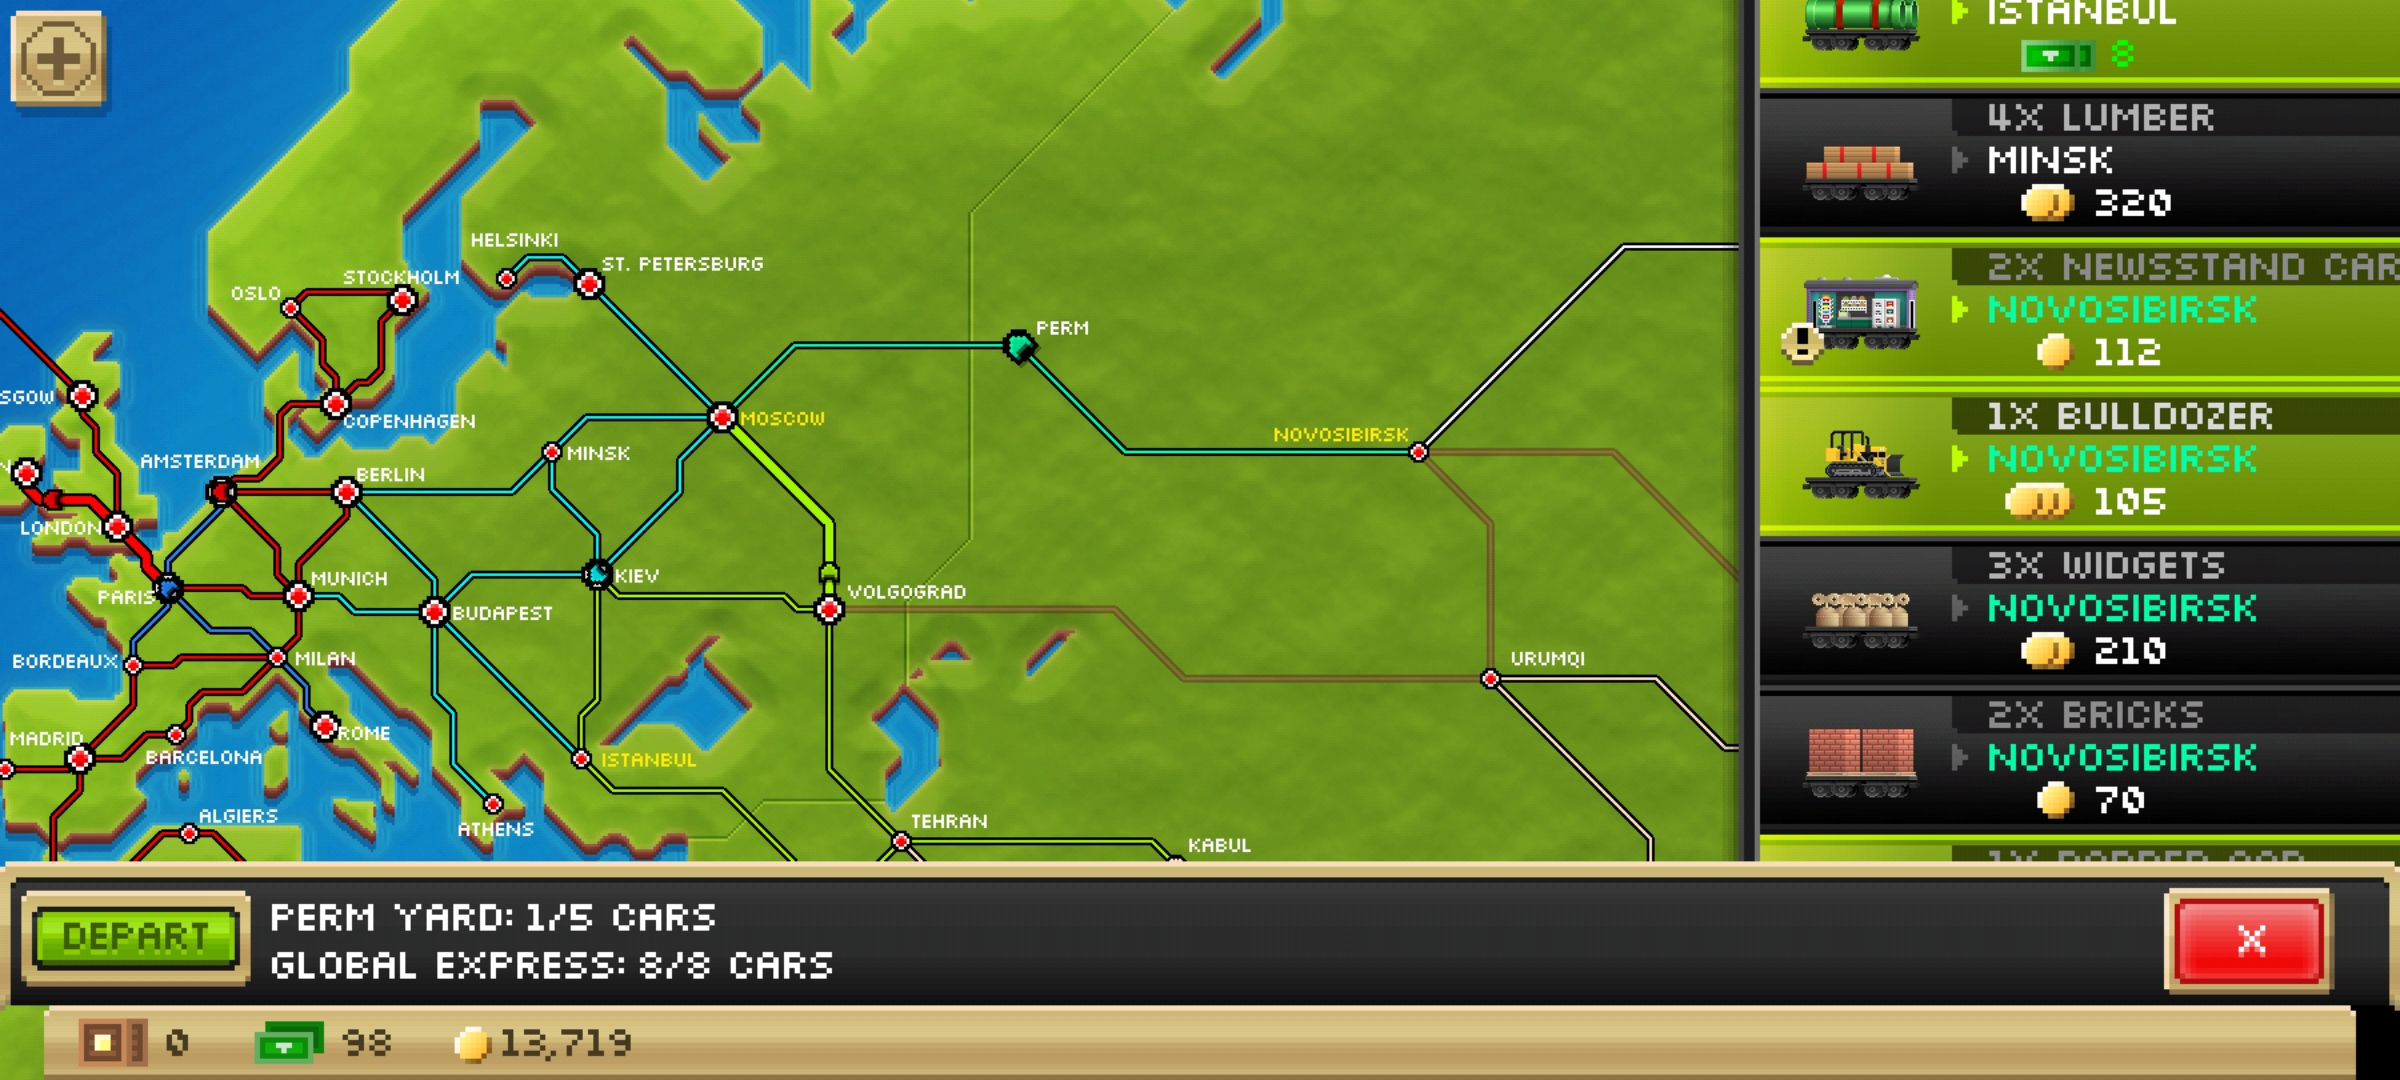 HELSINKI
ST. PETERSBURG
STOCKHOLM
OSLO
PERM
SGOW
COPENHAGEN
MOSCOW
NOVOSIBIRSK
MINSK
AMSTERDAM
BERLIN
N
LONDON
MUNICH
KIEV
PARIS
BUDAPEST
VOLGOGRAD
BORDEAUX
MILAN
URUMQI
MADRID
ROME
BARCELONA
ISTANBUL
ALGIERS
ATHENS
TEHRAN
KABUL
ISTANBUL
8
4X LUMBER
MINSK
320
2X NEWSSTAND CAR
NOVOSIBIRSK
112
1X BULLDOZER
NOVOSIBIRSK
105
3X WIDGETS
NOVOSIBIRSK
210
2X BRICKS
NOVOSIBIRSK
70
DEPART
PERM YARD: 1/5 CARS
GLOBAL EXPRESS: 8/8 CARS
X
0
98
13,719